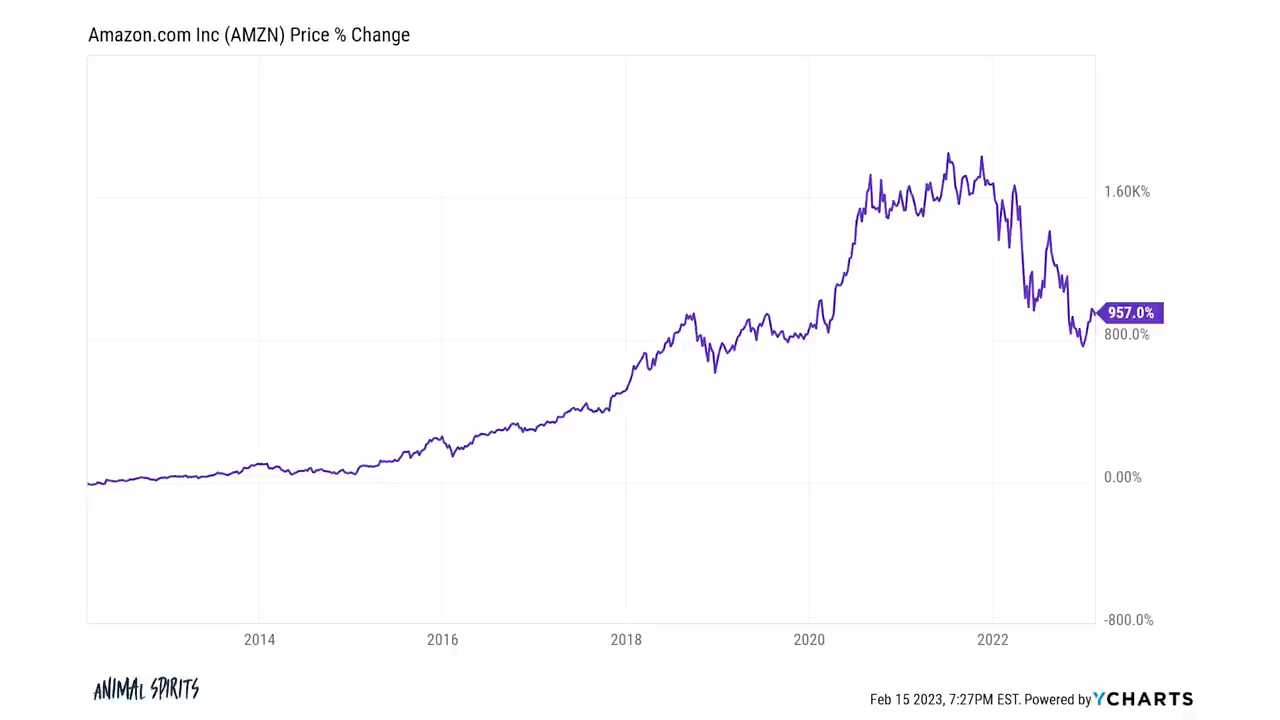 Amazon.com Inc (AMZN) Price % Change
1.60K%
957.0%
800.0%
0.00%
-800.0%
2014 2016 2018 2020 2022
ANIMAL SPIRITS
Feb 15 2023, 7:27PM EST. Powered by YCHARTS